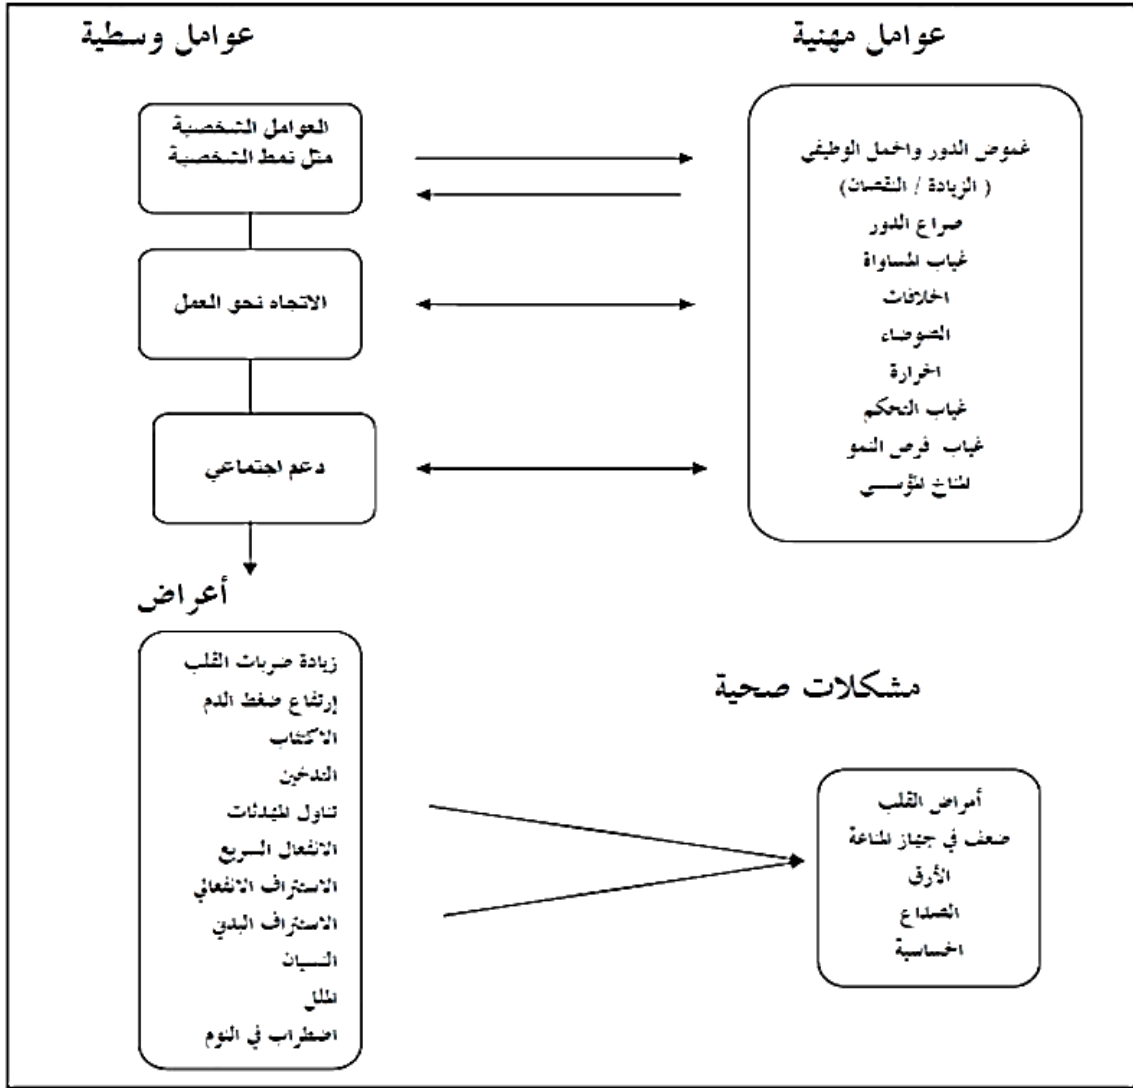 عوامل مهنية
غموض الدور والحمل الوظيفي
(الزيادة / النقصان)
صراع الدور
غياب المساواة
الخلافات
الضوضاء
الحرارة
غياب التحكم
غياب فرص النمو
المناخ المؤسسي
عوامل وسطية
العوامل الشخصية
مثل نمط الشخصية
الاتجاه نحو العمل
دعم اجتماعي
أعراض
زيادة ضربات القلب
إرتفاع ضغط الدم
الاكتئاب
التدخين
تناول المهدئات
الانفعال السريع
الاستتراف الانفعالي
الاستتراف البدني
النسيان
الملل
اضطراب في النوم
مشكلات صحية
أمراض القلب
ضعف في جهاز المناعة
الأرق
الصداع
الحساسية